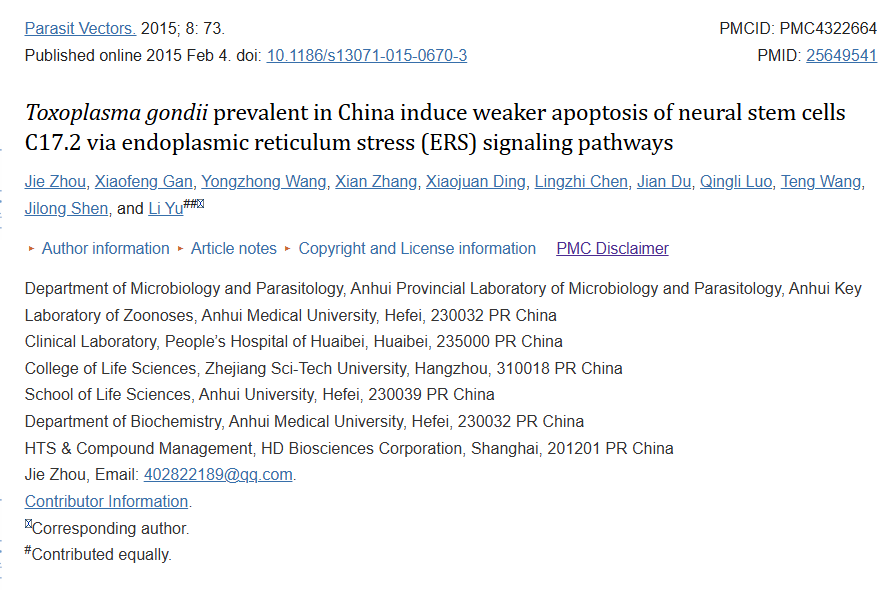 Parasit Vectors. 2015; 8: 73.
PMCID: PMC4322664
Published online 2015 Feb 4. doi: 10.1186/s13071-015-0670-3
PMID: 25649541
Toxoplasma gondii prevalent in China induce weaker apoptosis of neural stem cells
C17.2 via endoplasmic reticulum stress (ERS) signaling pathways
Jie Zhou, Xiaofeng Gan, Yongzhong Wang, Xian Zhang, Xiaojuan Ding, Lingzhi Chen, Jian Du, Qingli Luo, Teng Wang,
Jilong Shen, and Li Yu##
▸ Author information ▸ Article notes ▸ Copyright and License information PMC Disclaimer
Department of Microbiology and Parasitology, Anhui Provincial Laboratory of Microbiology and Parasitology, Anhui Key
Laboratory of Zoonoses, Anhui Medical University, Hefei, 230032 PR China
Clinical Laboratory, People’s Hospital of Huaibei, Huaibei, 235000 PR China
College of Life Sciences, Zhejiang Sci-Tech University, Hangzhou, 310018 PR China
School of Life Sciences, Anhui University, Hefei, 230039 PR China
Department of Biochemistry, Anhui Medical University, Hefei, 230032 PR China
HTS & Compound Management, HD Biosciences Corporation, Shanghai, 201201 PR China
Jie Zhou, Email: 402822189@qq.com.
Contributor Information.
Corresponding author.
#Contributed equally.